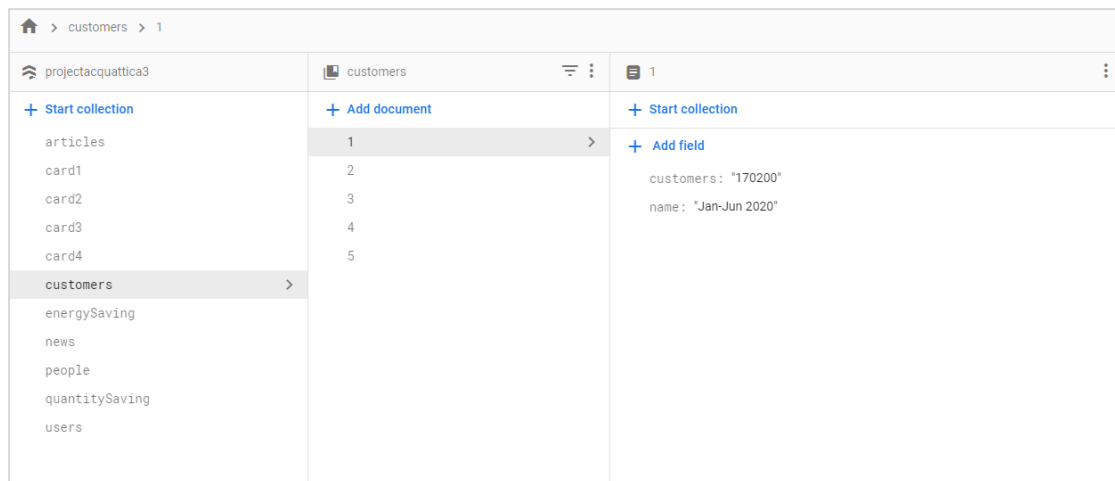 customers > 1
projectacquattica3
+ Start collection
articles
card1
card2
card3
card4
customers
energySaving
news
people
quantitySaving
users
customers
+ Add document
1
2
3
4
5
1
+ Start collection
+ Add field
customers: "170200"
name: "Jan-Jun 2020"